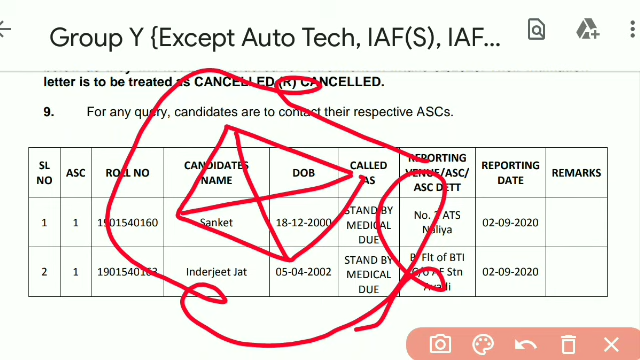 Group Y {Except Auto Tech, IAF(S), IAF...
letter is to be treated as CANCELLED (R) CANCELLED.
9. For any query, candidates are to contact their respective ASCs.
SL NO ASC ROLL NO CANDIDATES NAME DOB CALLED AS REPORTING VENUE/ASC/ ASC DETT REPORTING DATE REMARKS
1 1 1901540160 Sanket 18-12-2000 STAND BY MEDICAL DUE No. ATS Naliya 02-09-2020
2 1 1901540163 Inderjeet Jat 05-04-2002 STAND BY MEDICAL DUE Flt of BTI C/o AF Stn Avadi 02-09-2020